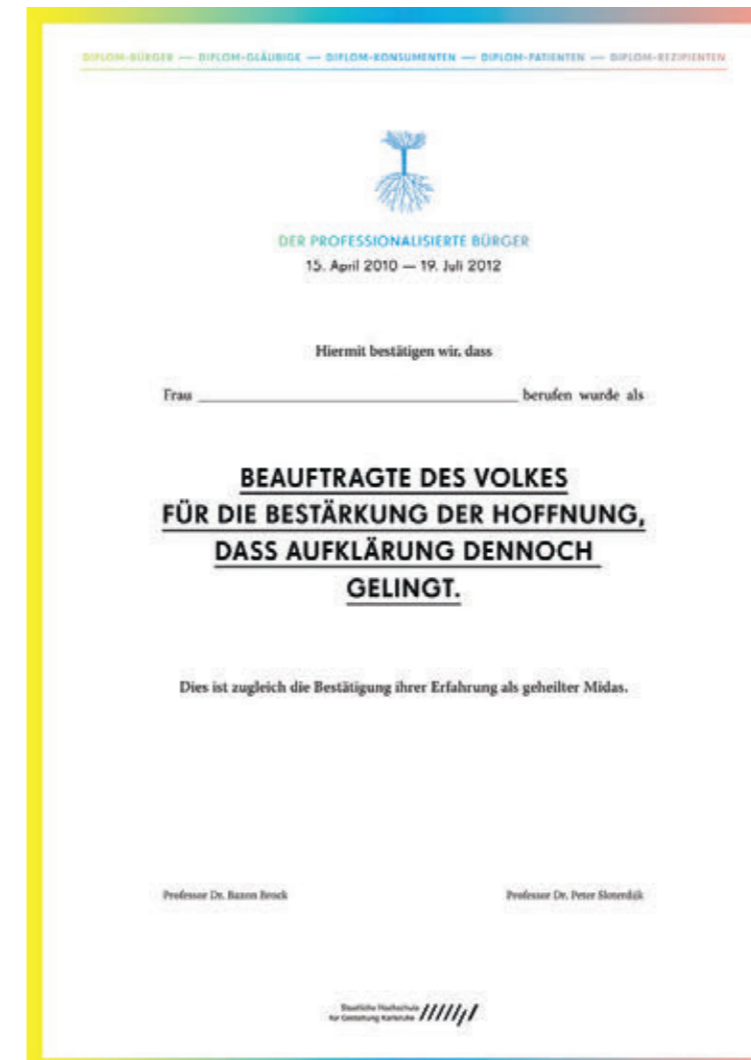 DIPLOM-BÜRGER — DIPLOM-GLÄUBIGE — DIPLOM-KONSUMENTEN — DIPLOM-PATIENTEN — DIPLOM-REZIPIENTEN
DER PROFESSIONALISIERTE BÜRGER
15. April 2010 — 19. Juli 2012
Hiermit bestätigen wir, dass
Frau ________________ berufen wurde als
BEAUFTRAGTE DES VOLKES
FÜR DIE BESTÄRKUNG DER HOFFNUNG,
DASS AUFKLÄRUNG DENNOCH
GELINGT.
Dies ist zugleich die Bestätigung ihrer Erfahrung als geheilter Midas.
Professor Dr. Bazon Brock
Professor Dr. Peter Sloterdijk
Staatliche Hochschule
für Gestaltung Karlsruhe